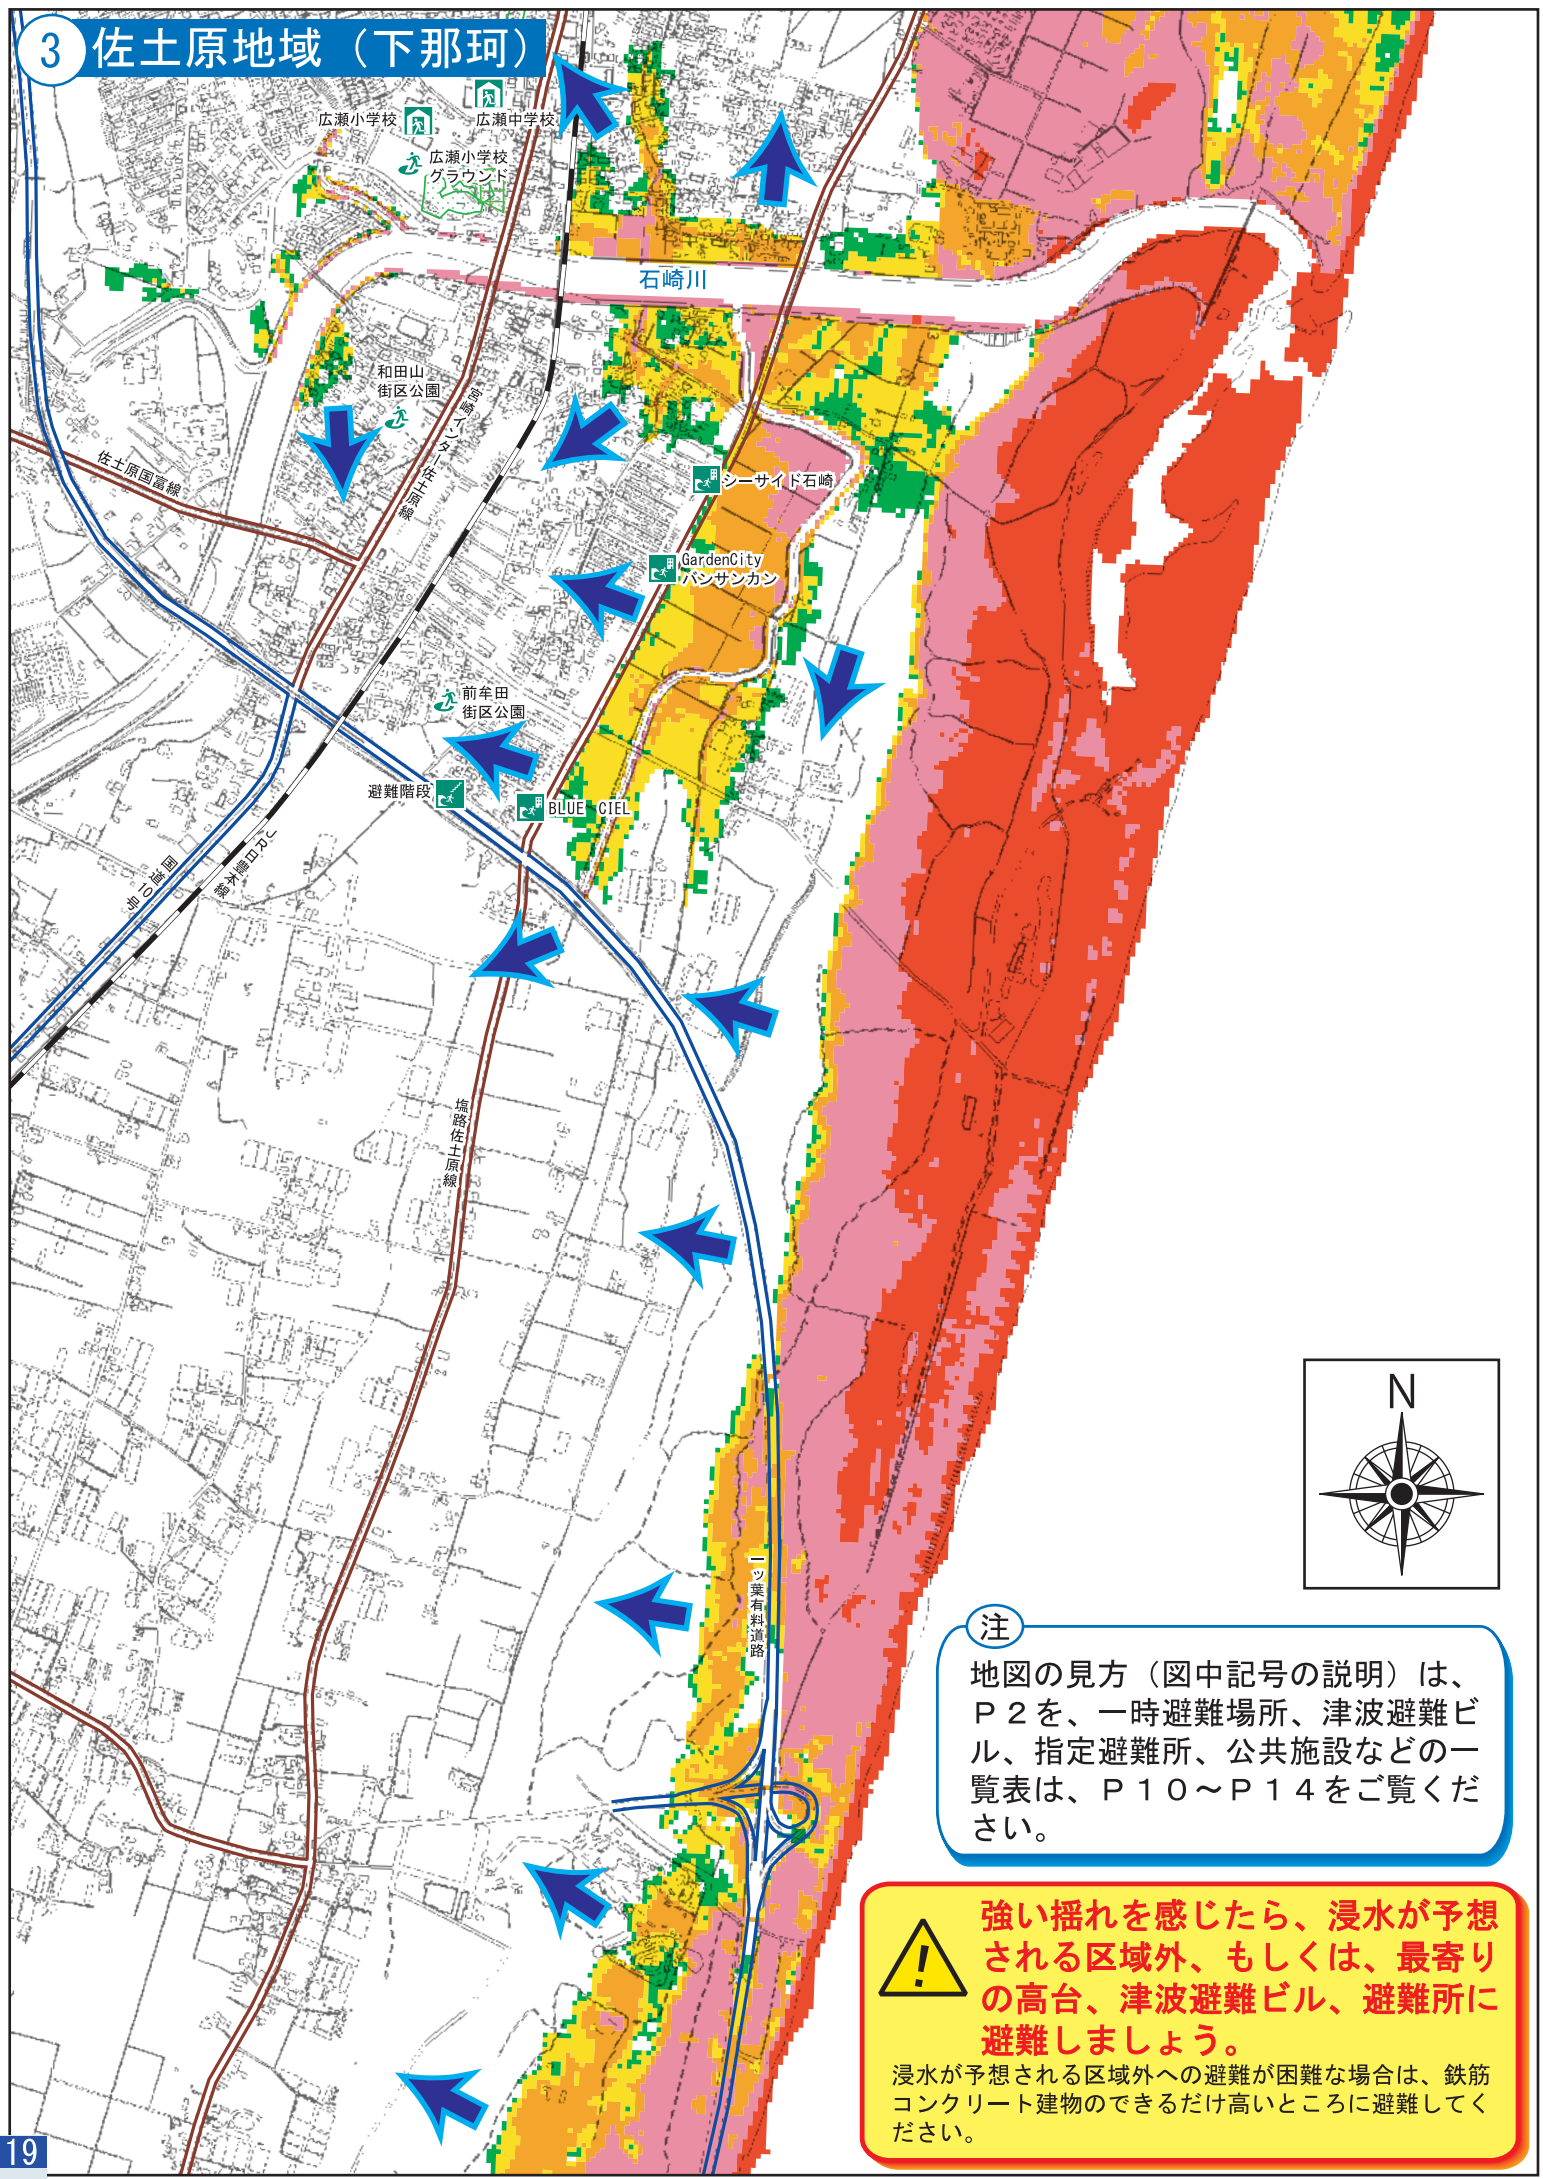 3 佐土原地域（下那珂）
広瀬小学校
広瀬中学校
広瀬小学校
グラウンド
石崎川
和田山
街区公園
宮崎インター佐土原線
佐土原国富線
シーサイド石崎
GardenCity
バンサンカン
前牟田
街区公園
避難階段
BLUE CIEL
JR日豊本線
国道10号
塩路佐土原線
一ッ葉有料道路
N
注
地図の見方（図中記号の説明）は、
Ｐ２を、一時避難場所、津波避難ビ
ル、指定避難所、公共施設などの一
覧表は、Ｐ１０～Ｐ１４をご覧くだ
さい。
強い揺れを感じたら、浸水が予想
される区域外、もしくは、最寄り
の高台、津波避難ビル、避難所に
避難しましょう。
浸水が予想される区域外への避難が困難な場合は、鉄筋
コンクリート建物のできるだけ高いところに避難してく
ださい。
19